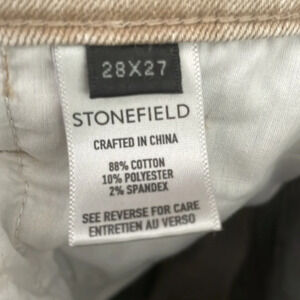 28X27
STONEFIELD
CRAFTED IN CHINA
88% COTTON
10% POLYESTER
2% SPANDEX
SEE REVERSE FOR CARE
ENTRETIEN AU VERSO